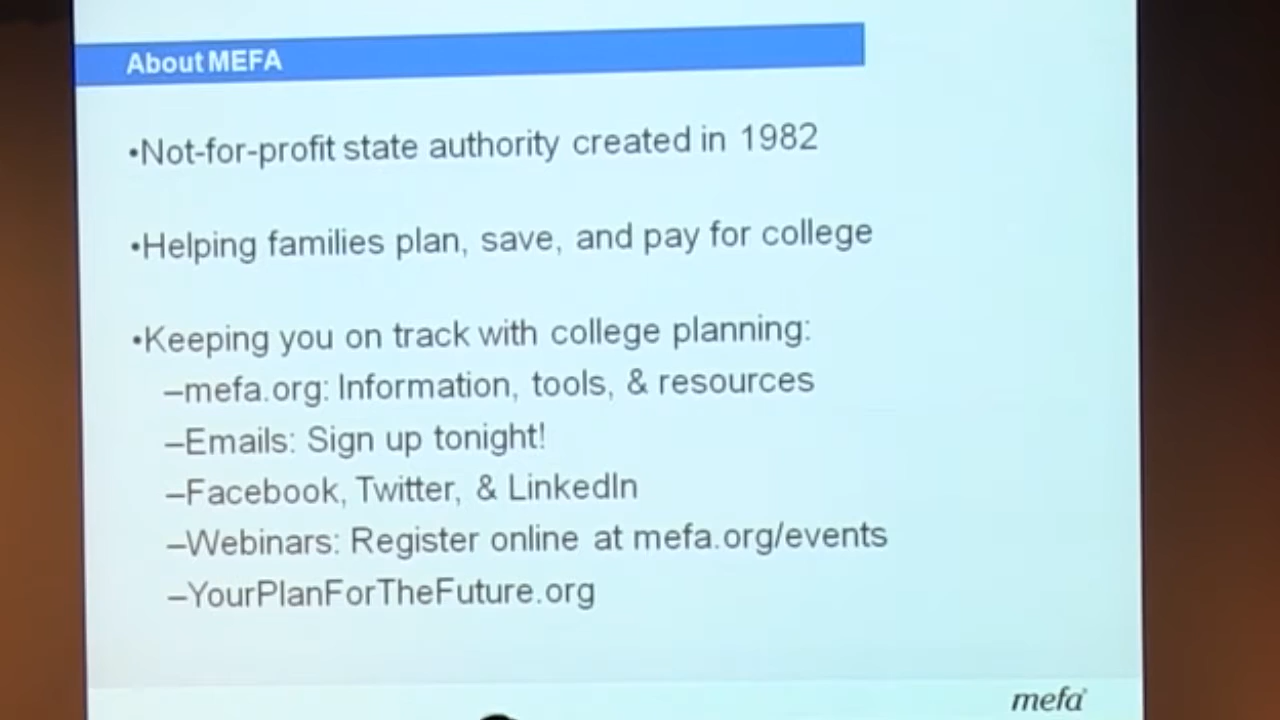 About MEFA
•Not-for-profit state authority created in 1982
•Helping families plan, save, and pay for college
•Keeping you on track with college planning:
–mefa.org: Information, tools, & resources
–Emails: Sign up tonight!
–Facebook, Twitter, & LinkedIn
–Webinars: Register online at mefa.org/events
–YourPlanForTheFuture.org
mefa